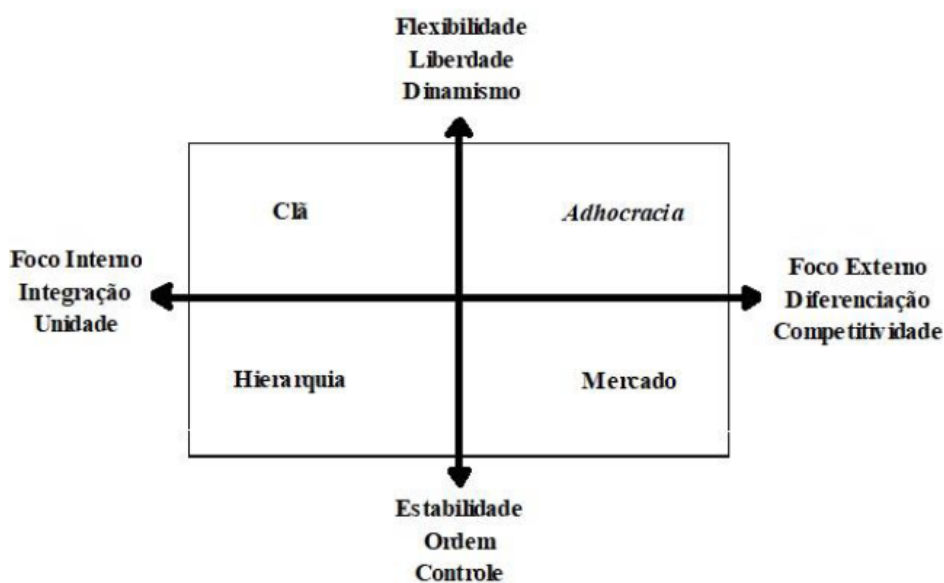 Flexibilidade
Liberdade
Dinamismo
Clã
Adhocracia
Foco Interno
Integração
Unidade
Foco Externo
Diferenciação
Competitividade
Hierarquia
Mercado
Estabilidade
Ordem
Controle